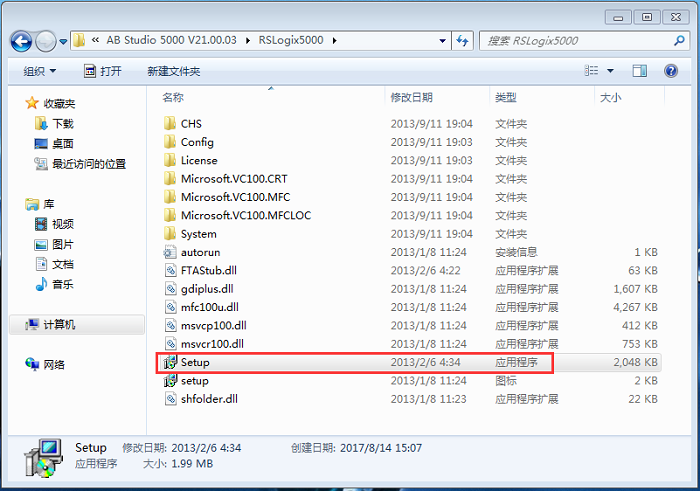 « AB Studio 5000 V21.00.03 RSLogix5000 搜索 RSLogix5000
组织 打开 新建文件夹
名称 修改日期 类型 大小
收藏夹
下载
桌面
最近访问的位置
库
视频
图片
文档
音乐
计算机
网络
CHS 2013/9/11 19:04 文件夹
Config 2013/9/11 19:03 文件夹
License 2013/9/11 19:03 文件夹
Microsoft.VC100.CRT 2013/9/11 19:04 文件夹
Microsoft.VC100.MFC 2013/9/11 19:04 文件夹
Microsoft.VC100.MFCLOC 2013/9/11 19:04 文件夹
System 2013/9/11 19:04 文件夹
autorun 2013/1/8 11:24 安装信息 1 KB
FTAStub.dll 2013/2/6 4:22 应用程序扩展 63 KB
gdiplus.dll 2013/1/8 11:24 应用程序扩展 1,607 KB
mfc100u.dll 2013/1/8 11:24 应用程序扩展 4,267 KB
msvcp100.dll 2013/1/8 11:24 应用程序扩展 412 KB
msvcr100.dll 2013/1/8 11:24 应用程序扩展 753 KB
Setup 2013/2/6 4:34 应用程序 2,048 KB
setup 2013/1/8 11:24 图标 2 KB
shfolder.dll 2013/1/8 11:23 应用程序扩展 22 KB
Setup 修改日期: 2013/2/6 4:34 创建日期: 2017/8/14 15:07
应用程序 大小: 1.99 MB